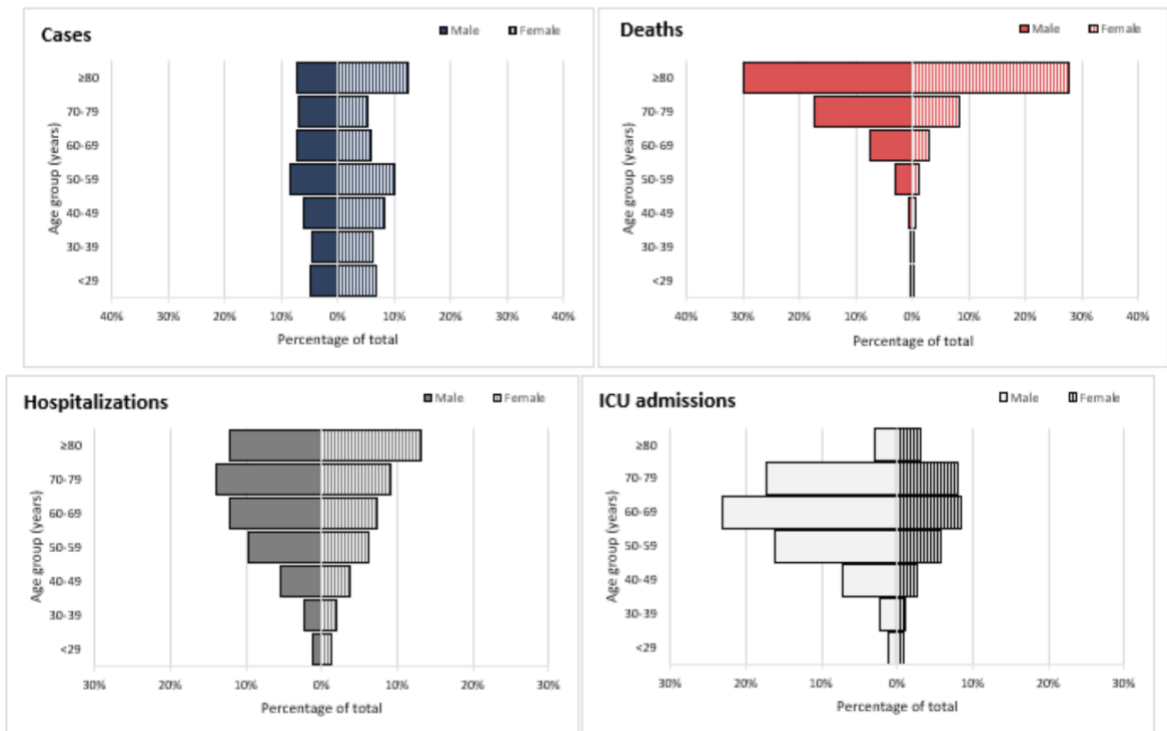 Cases
Male Female
Age group (years)
≥80
70-79
60-69
50-59
40-49
30-39
<29
40% 30% 20% 10% 0% 10% 20% 30% 40%
Percentage of total
Deaths
Male Female
Age group (years)
≥80
70-79
60-69
50-59
40-49
30-39
<29
40% 30% 20% 10% 0% 10% 20% 30% 40%
Percentage of total
Hospitalizations
Male Female
Age group (years)
≥80
70-79
60-69
50-59
40-49
30-39
<29
30% 20% 10% 0% 10% 20% 30%
Percentage of total
ICU admissions
Male Female
Age group (years)
≥80
70-79
60-69
50-59
40-49
30-39
<29
30% 20% 10% 0% 10% 20% 30%
Percentage of total